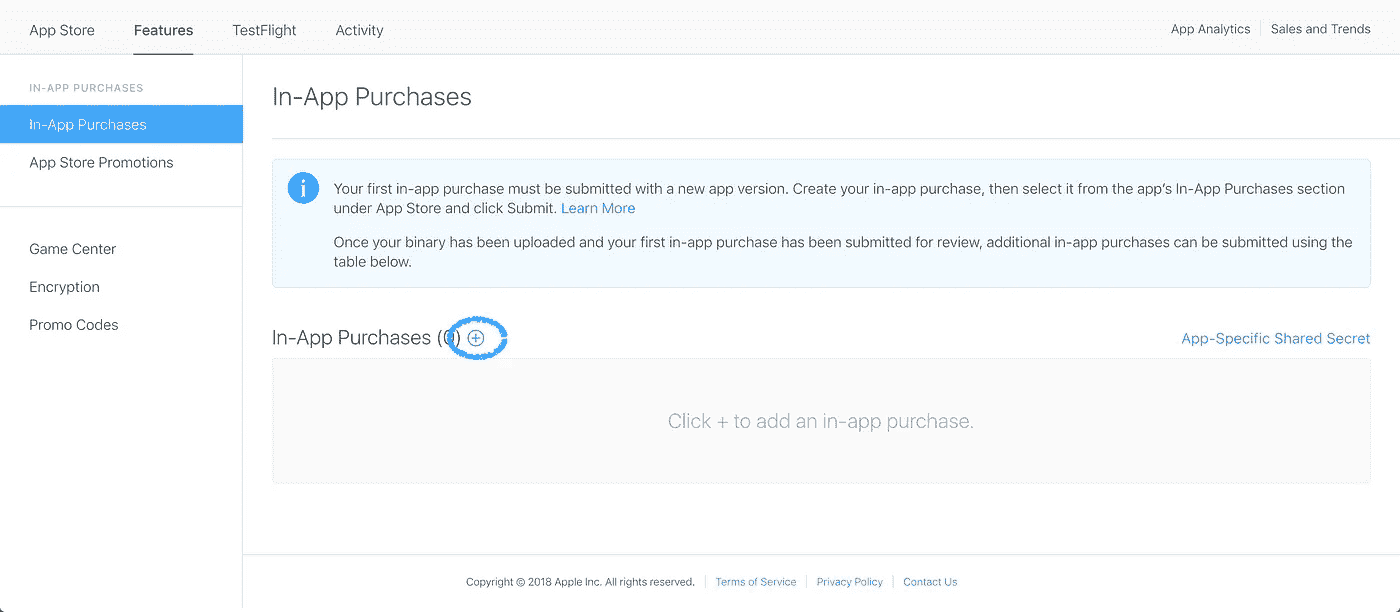 App Store Features TestFlight Activity App Analytics Sales and Trends
IN-APP PURCHASES
In-App Purchases
App Store Promotions
Game Center
Encryption
Promo Codes
In-App Purchases
Your first in-app purchase must be submitted with a new app version. Create your in-app purchase, then select it from the app’s In-App Purchases section
under App Store and click Submit. Learn More
Once your binary has been uploaded and your first in-app purchase has been submitted for review, additional in-app purchases can be submitted using the
table below.
In-App Purchases (0) App-Specific Shared Secret
Click + to add an in-app purchase.
Copyright © 2018 Apple Inc. All rights reserved. Terms of Service Privacy Policy Contact Us